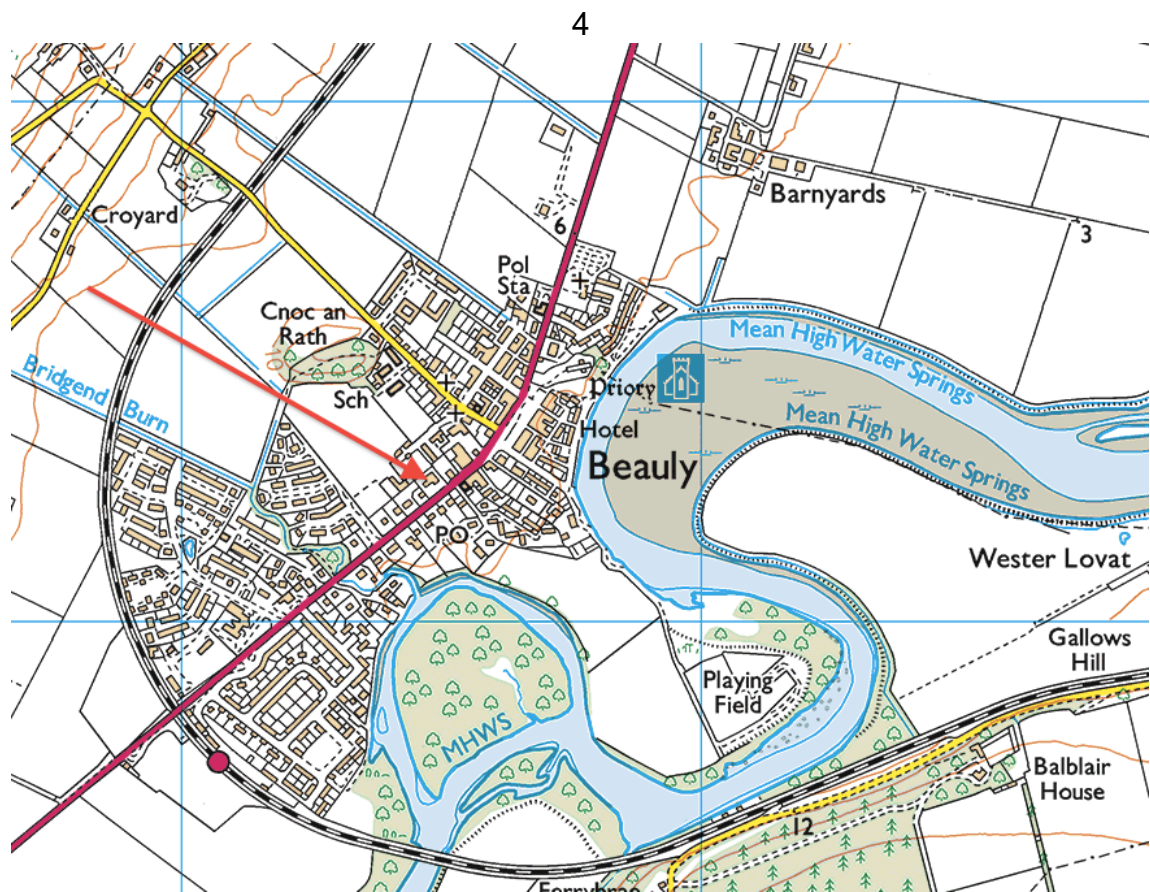 4
Barnyards
Croyard
6
3
Pol
Sta
Cnoc an
Rath
Mean High Water Springs
Bridgend Burn
Priory
Sch
Mean High Water Springs
Hotel
Beauly
PO
Wester Lovat
Gallows
Hill
Playing
Field
MHWS
Balblair
House
12